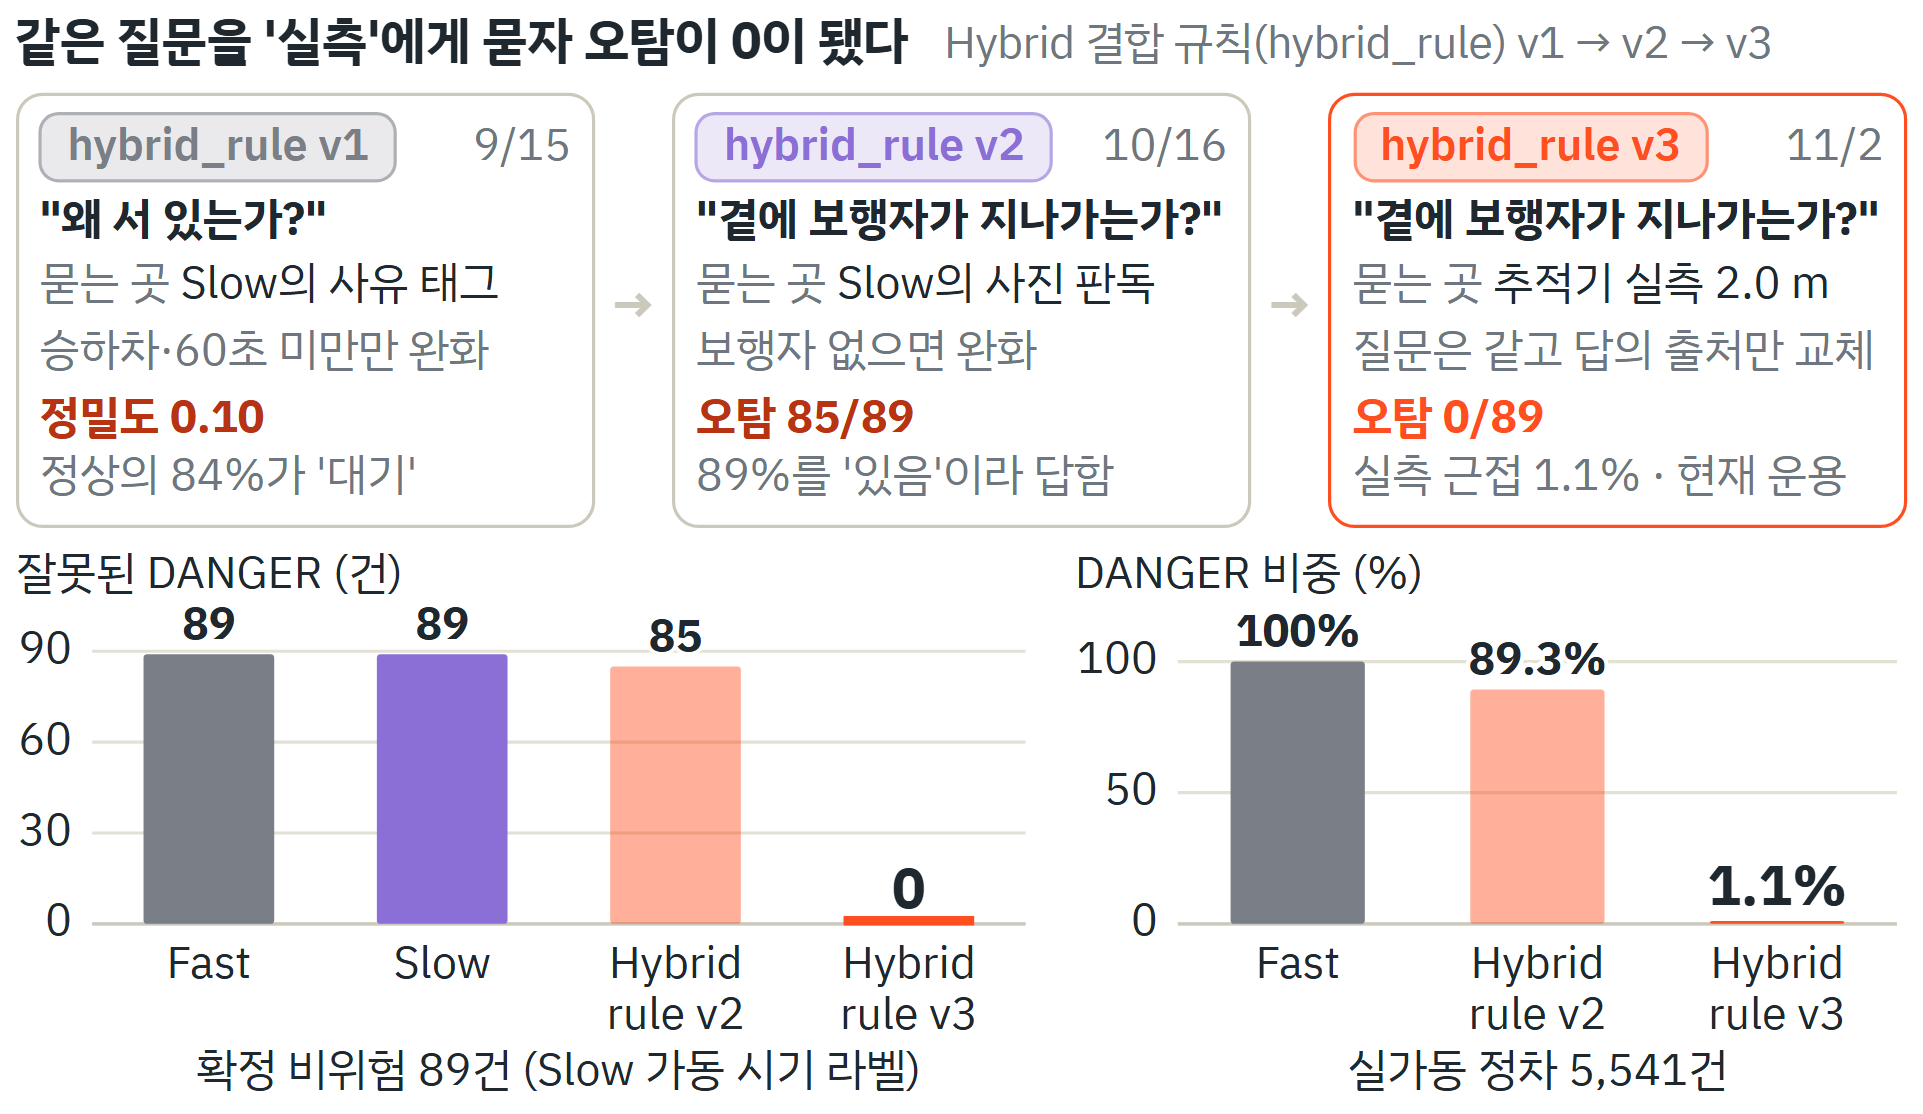 같은 질문을 '실측'에게 묻자 오탐이 0이 됐다 Hybrid 결합 규칙(hybrid_rule) v1 → v2 → v3
hybrid_rule v1 9/15
"왜 서 있는가?"
묻는 곳 Slow의 사유 태그
승하차·60초 미만만 완화
정밀도 0.10
정상의 84%가 '대기'
→
hybrid_rule v2 10/16
"곁에 보행자가 지나가는가?"
묻는 곳 Slow의 사진 판독
보행자 없으면 완화
오탐 85/89
89%를 '있음'이라 답함
→
hybrid_rule v3 11/2
"곁에 보행자가 지나가는가?"
묻는 곳 추적기 실측 2.0 m
질문은 같고 답의 출처만 교체
오탐 0/89
실측 근접 1.1% · 현재 운용
잘못된 DANGER (건)
90
60
30
0
89
89
85
0
Fast
Slow
Hybrid
rule v2
Hybrid
rule v3
확정 비위험 89건 (Slow 가동 시기 라벨)
DANGER 비중 (%)
100
50
0
100%
89.3%
1.1%
Fast
Hybrid
rule v2
Hybrid
rule v3
실가동 정차 5,541건